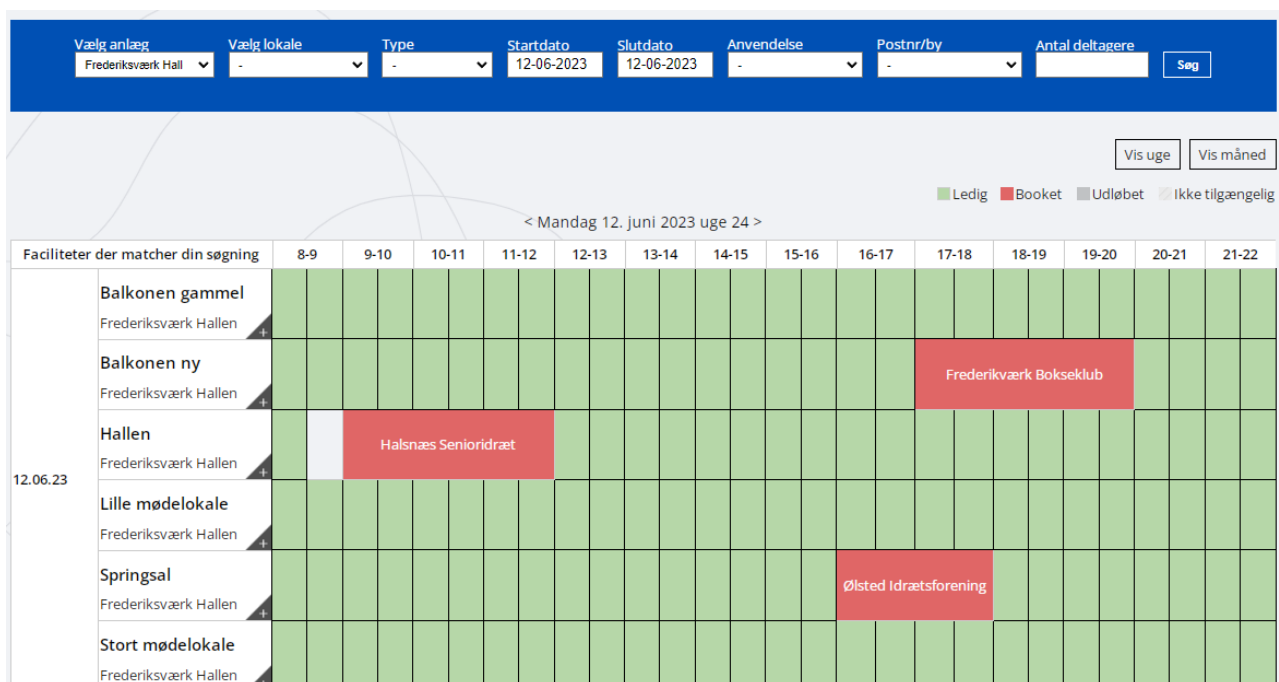 Vælg anlæg Vælg lokale Type Startdato Slutdato Anvendelse Postnr/by Antal deltagere
Frederiksværk Hall - - 12-06-2023 12-06-2023 - - Søg
Vis uge Vis måned
Ledig Booket Udløbet Ikke tilgængelig
< Mandag 12. juni 2023 uge 24 >
Faciliteter der matcher din søgning 8-9 9-10 10-11 11-12 12-13 13-14 14-15 15-16 16-17 17-18 18-19 19-20 20-21 21-22
12.06.23
Balkonen gammel
Frederiksværk Hallen +
Balkonen ny
Frederiksværk Hallen +
Frederikværk Bokseklub
Hallen
Frederiksværk Hallen +
Halsnæs Senioridræt
Lille mødelokale
Frederiksværk Hallen +
Springsal
Frederiksværk Hallen +
Ølsted Idrætsforening
Stort mødelokale
Frederiksværk Hallen +